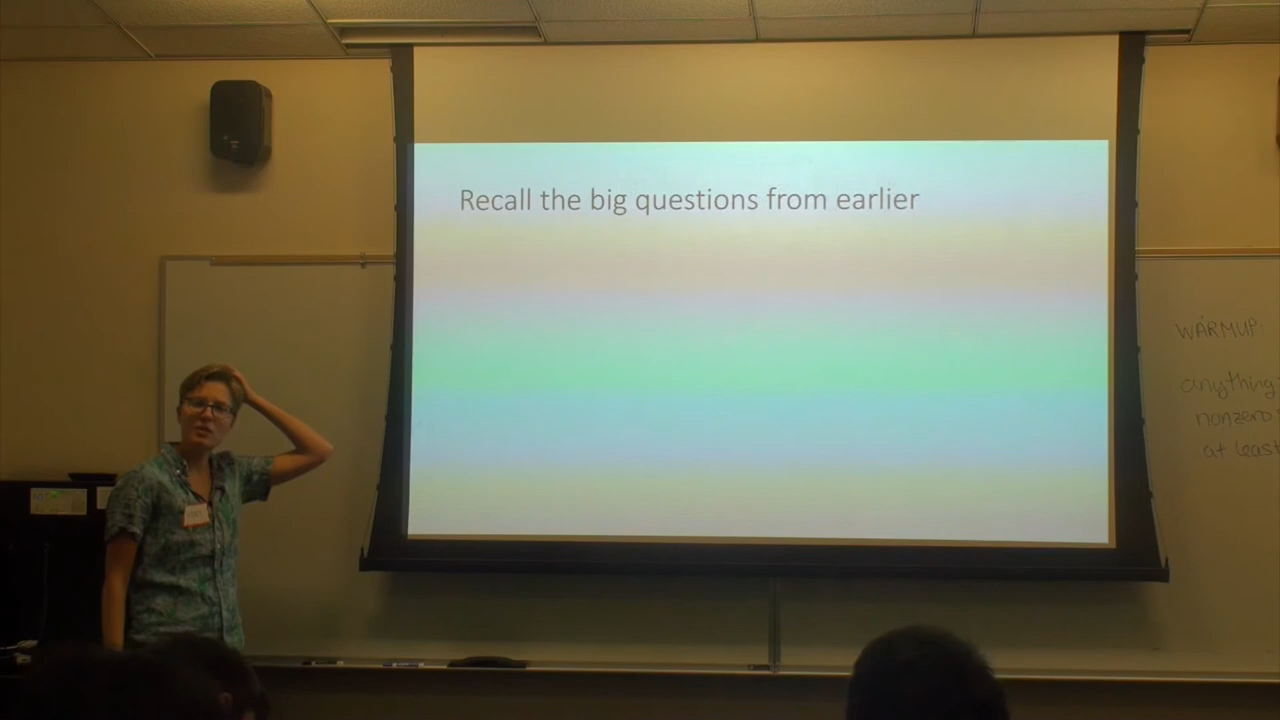 Recall the big questions from earlier
WARMUP
anything
nonzero
at least